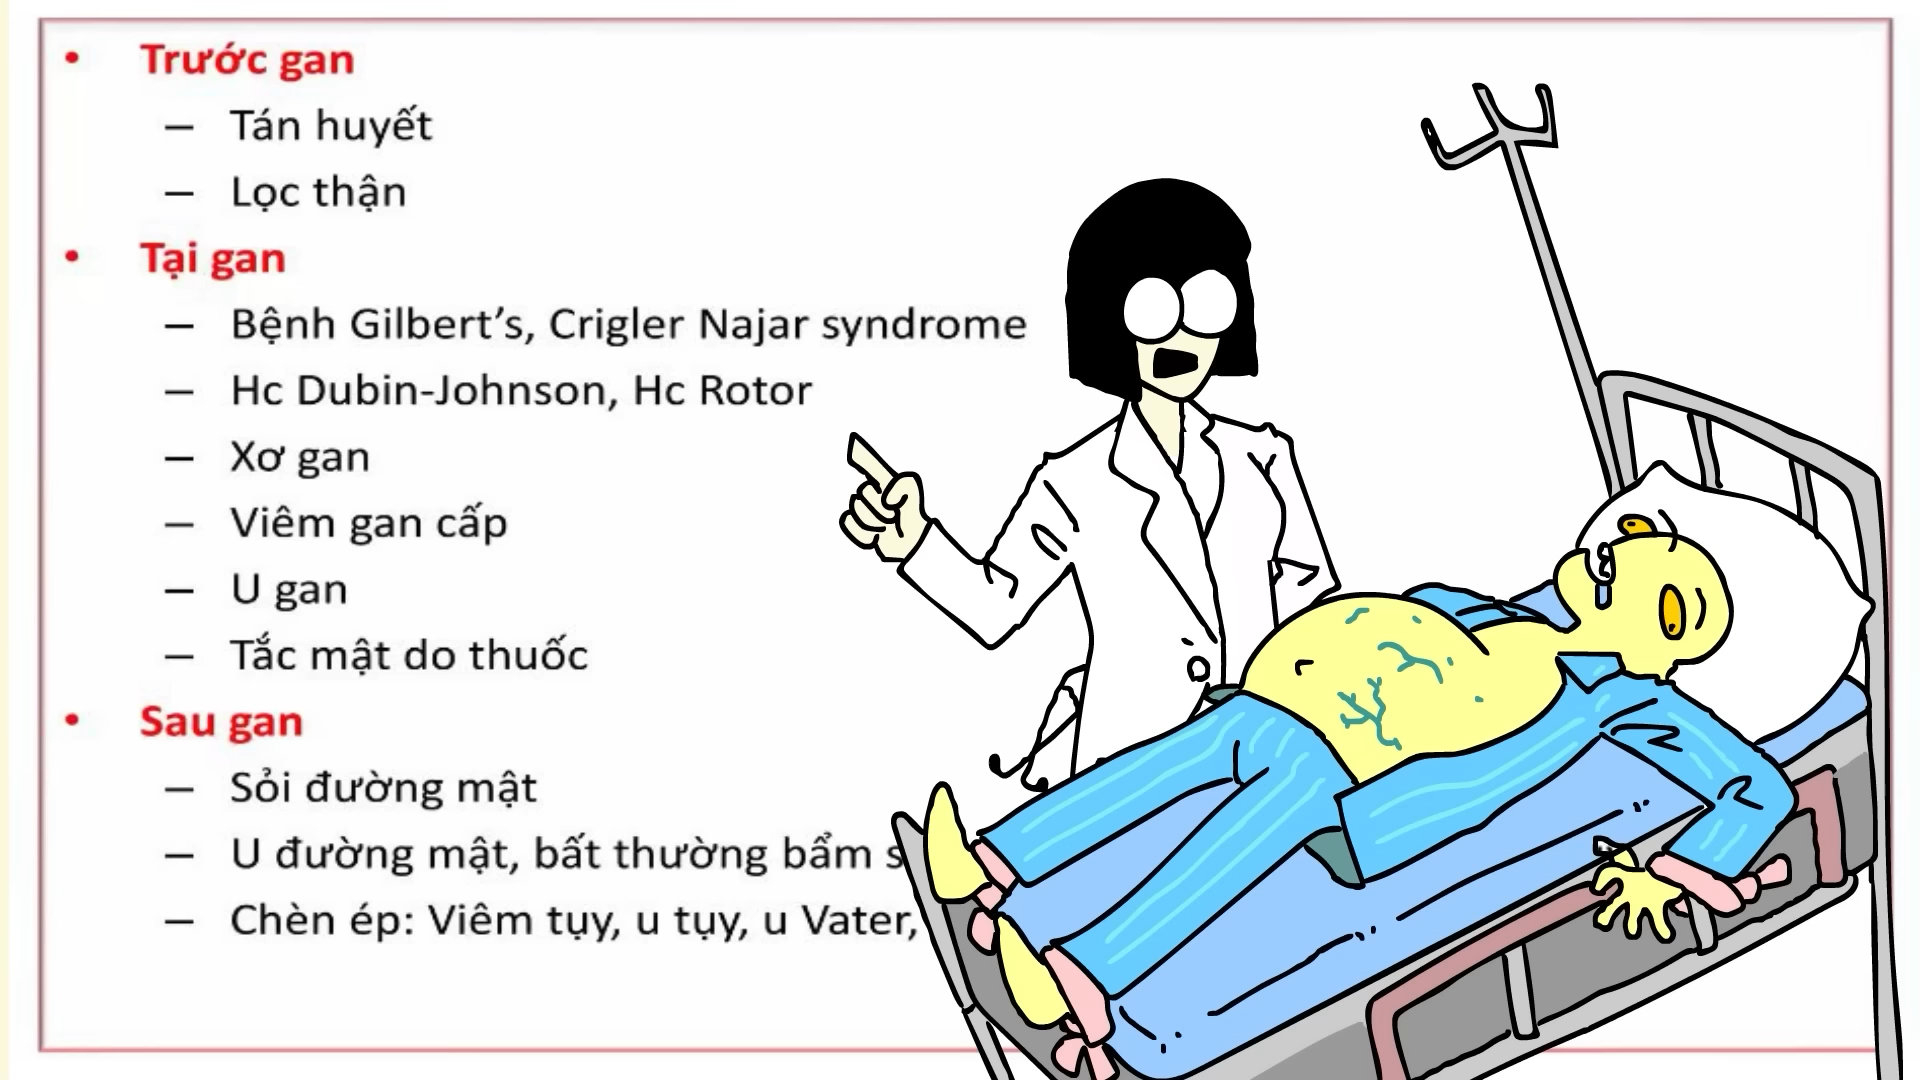 • Trước gan
– Tán huyết
– Lọc thận
• Tại gan
– Bệnh Gilbert’s, Crigler Najar syndrome
– Hc Dubin-Johnson, Hc Rotor
– Xơ gan
– Viêm gan cấp
– U gan
– Tắc mật do thuốc
• Sau gan
– Sỏi đường mật
– U đường mật, bất thường bẩm
– Chèn ép: Viêm tụy, u tụy, u Vater,